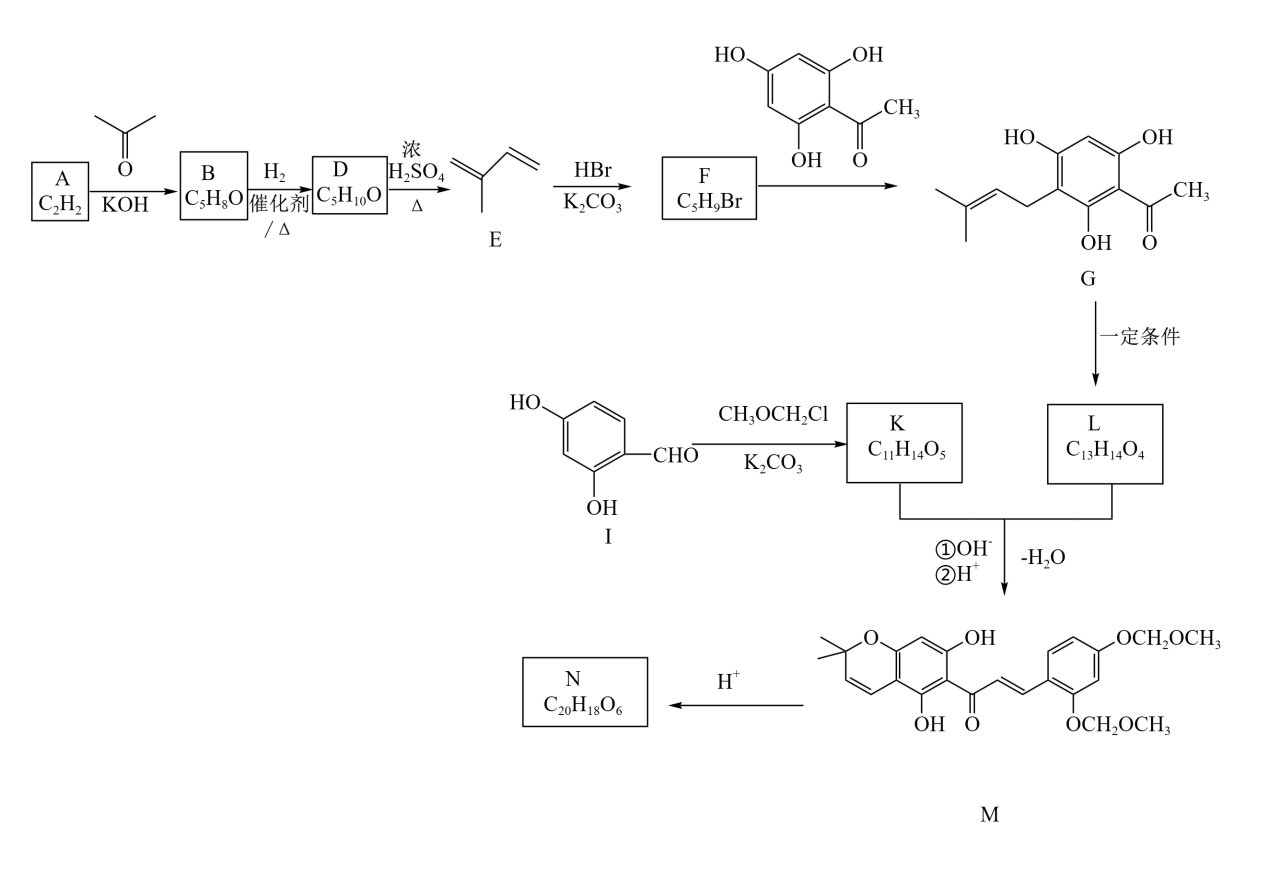 HO
OH
CH₃
OH
O
A
C₂H₂
O
KOH
B
C₅H₈O
H₂
催化剂
/ Δ
D
C₅H₁₀O
浓
H₂SO₄
Δ
E
HBr
K₂CO₃
F
C₅H₉Br
HO
OH
CH₃
OH
O
G
一定条件
HO
CHO
OH
I
CH₃OCH₂Cl
K₂CO₃
K
C₁₁H₁₄O₅
L
C₁₃H₁₄O₄
①OH⁻
②H⁺
-H₂O
O
OH
OCH₂OCH₃
OH
O
OCH₂OCH₃
M
H⁺
N
C₂₀H₁₈O₆